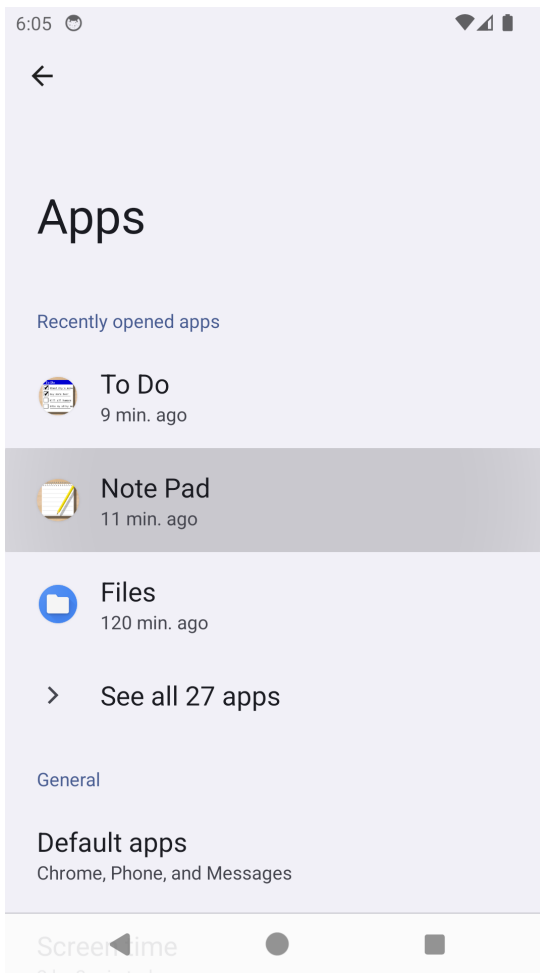 6:05
Apps
Recently opened apps
To Do
9 min. ago
Note Pad
11 min. ago
Files
120 min. ago
See all 27 apps
General
Default apps
Chrome, Phone, and Messages
Screen time